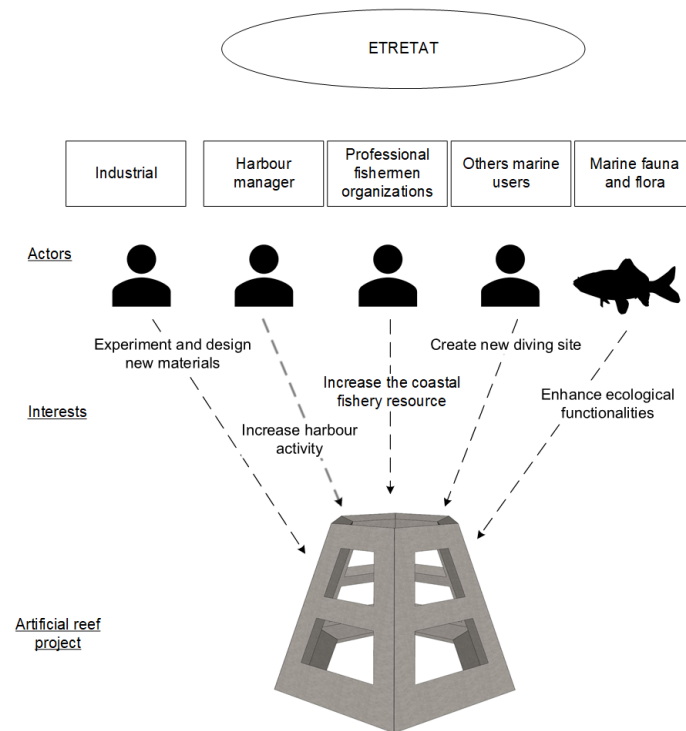 ETRETAT
Industrial
Harbour
manager
Professional
fishermen
organizations
Others marine
users
Marine fauna
and flora
Actors
Experiment and design
new materials
Create new diving site
Increase the coastal
fishery resource
Enhance ecological
functionalities
Interests
Increase harbour
activity
Artificial reef
project